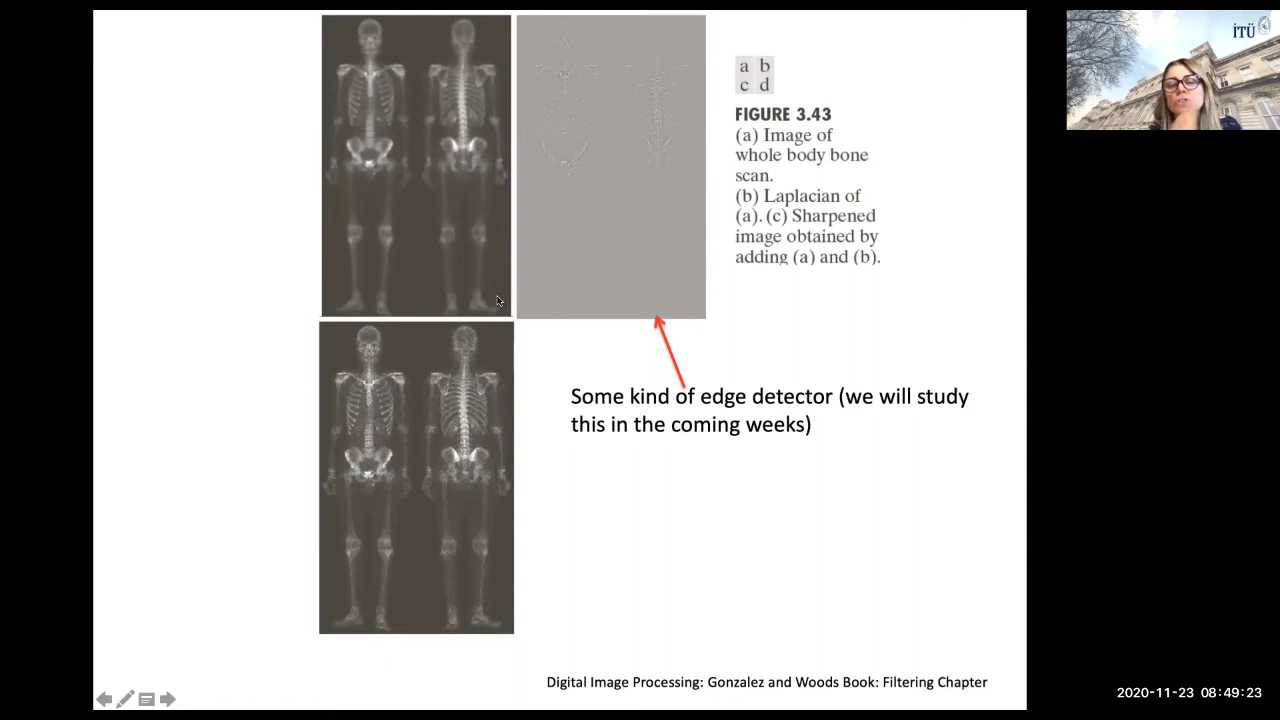 İTÜ
a b
c d
FIGURE 3.43
(a) Image of
whole body bone
scan.
(b) Laplacian of
(a). (c) Sharpened
image obtained by
adding (a) and (b).
Some kind of edge detector (we will study
this in the coming weeks)
Digital Image Processing: Gonzalez and Woods Book: Filtering Chapter
2020-11-23 08:49:23